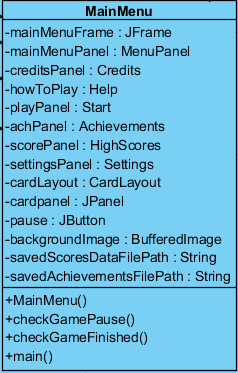 MainMenu
-mainMenuFrame : JFrame
-mainMenuPanel : MenuPanel
-creditsPanel : Credits
-howToPlay : Help
-playPanel : Start
-achPanel : Achievements
-scorePanel : HighScores
-settingsPanel : Settings
-cardLayout : CardLayout
-cardpanel : JPanel
-pause : JButton
-backgroundImage : BufferedImage
-savedScoresDataFilePath : String
-savedAchievementsFilePath : String
+MainMenu()
+checkGamePause()
+checkGameFinished()
+main()